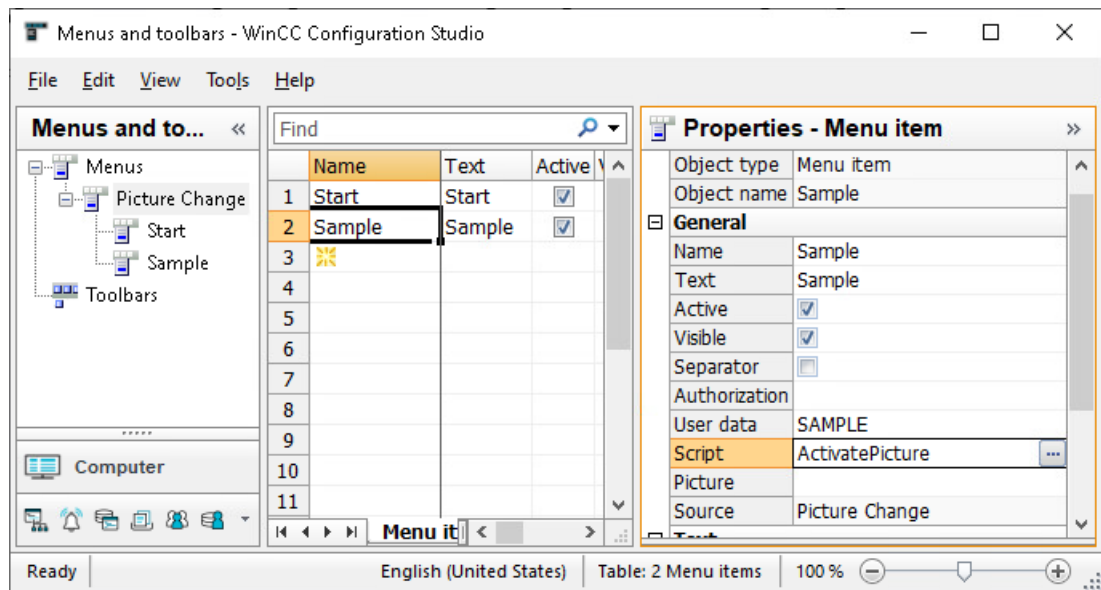 Menus and toolbars - WinCC Configuration Studio
File Edit View Tools Help
Menus and to... «
Menus
Picture Change
Start
Sample
Toolbars
Computer
Find
Name Text Active
1 Start Start
2 Sample Sample
3
4
5
6
7
8
9
10
11
Menu it
Properties - Menu item »
Object type Menu item
Object name Sample
General
Name Sample
Text Sample
Active
Visible
Separator
Authorization
User data SAMPLE
Script ActivatePicture ...
Picture
Source Picture Change
Ready English (United States) Table: 2 Menu items 100 %